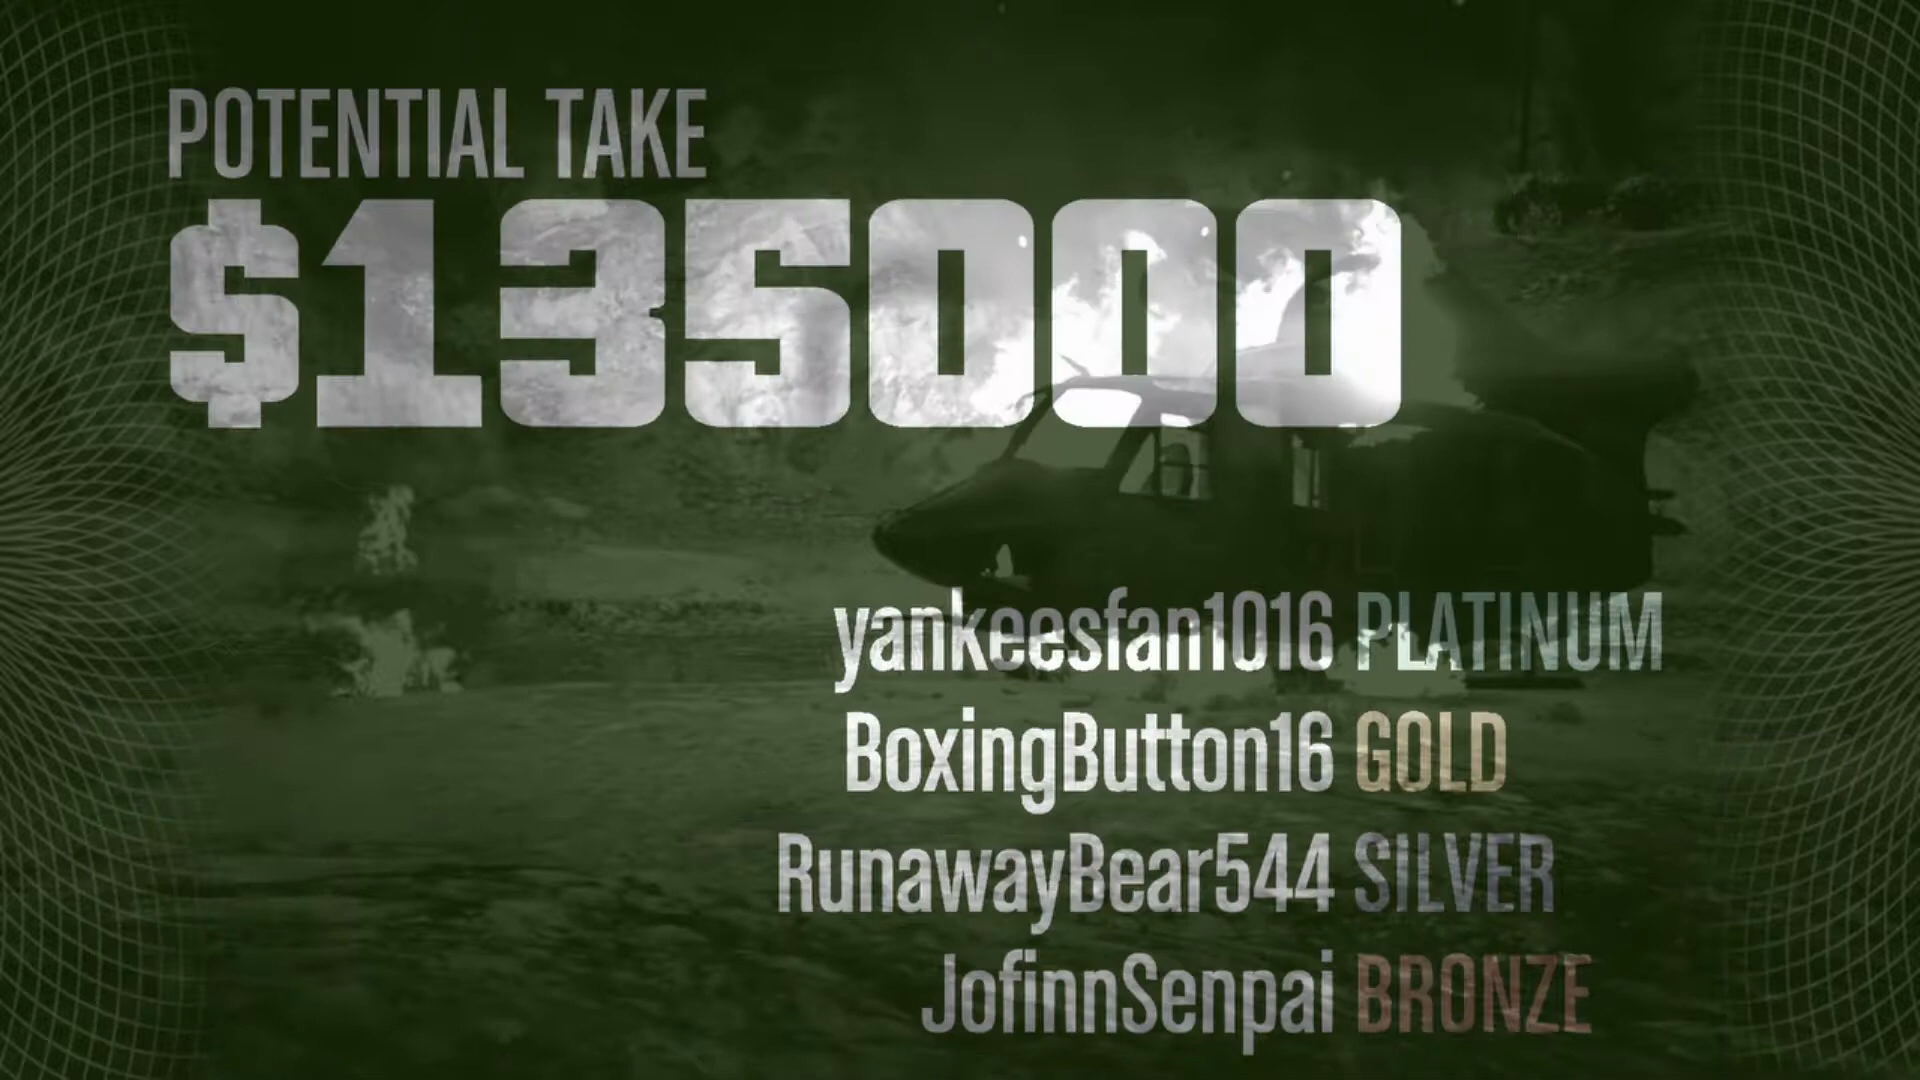 POTENTIAL TAKE
$135000
yankeesfan1016 PLATINUM
BoxingButton16 GOLD
RunawayBear544 SILVER
JofinnSenpai BRONZE